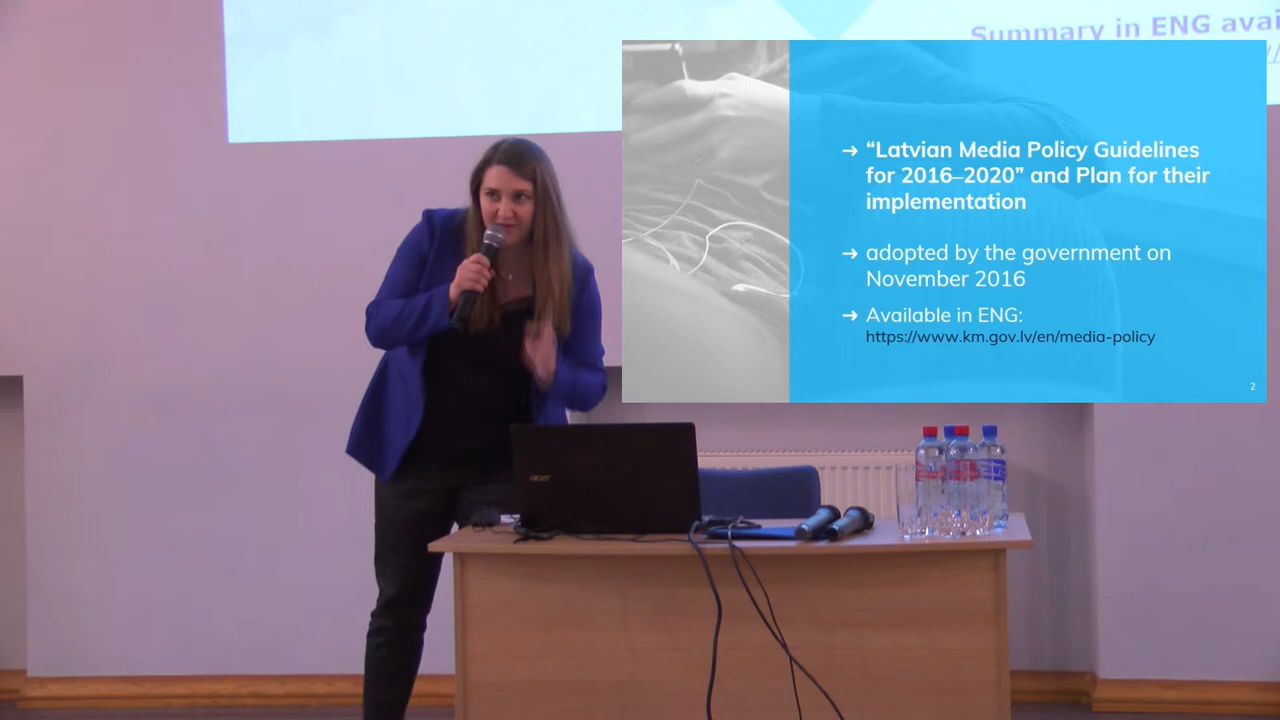 Summary in ENG avai
→ “Latvian Media Policy Guidelines
for 2016–2020” and Plan for their
implementation
→ adopted by the government on
November 2016
→ Available in ENG:
https://www.km.gov.lv/en/media-policy
2
acer